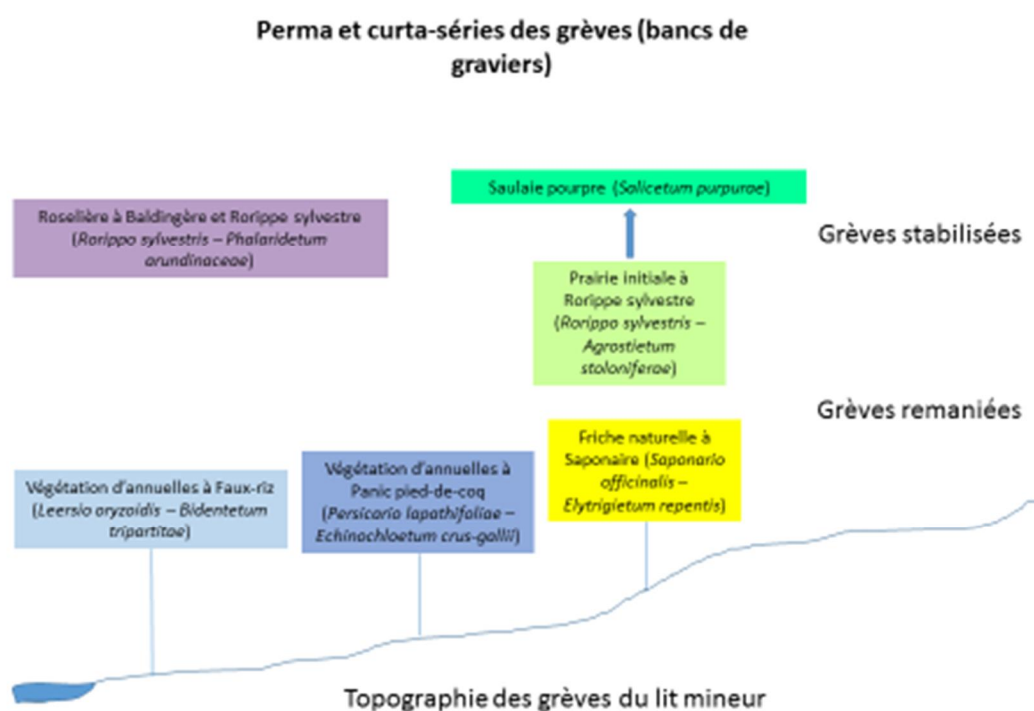 Perma et curta-séries des grèves (bancs de
graviers)
Saulaie pourpre (Salicetum purpurae)
Roselière à Baldingère et Rorippe sylvestre
(Rorippo sylvestris – Phalaridetum
arundinaceae)
Grèves stabilisées
Prairie initiale à
Rorippe sylvestre
(Rorippo sylvestris –
Agrostietum
stoloniferae)
Grèves remaniées
Friche naturelle à
Saponaire (Saponario
officinalis –
Elytrigietum repentis)
Végétation d'annuelles à Faux-riz
(Leersio oryzoidis – Bidentetum
tripartitae)
Végétation d'annuelles à
Panic pied-de-coq
(Persicario lapathifoliae –
Echinochloetum crus-gallii)
Topographie des grèves du lit mineur